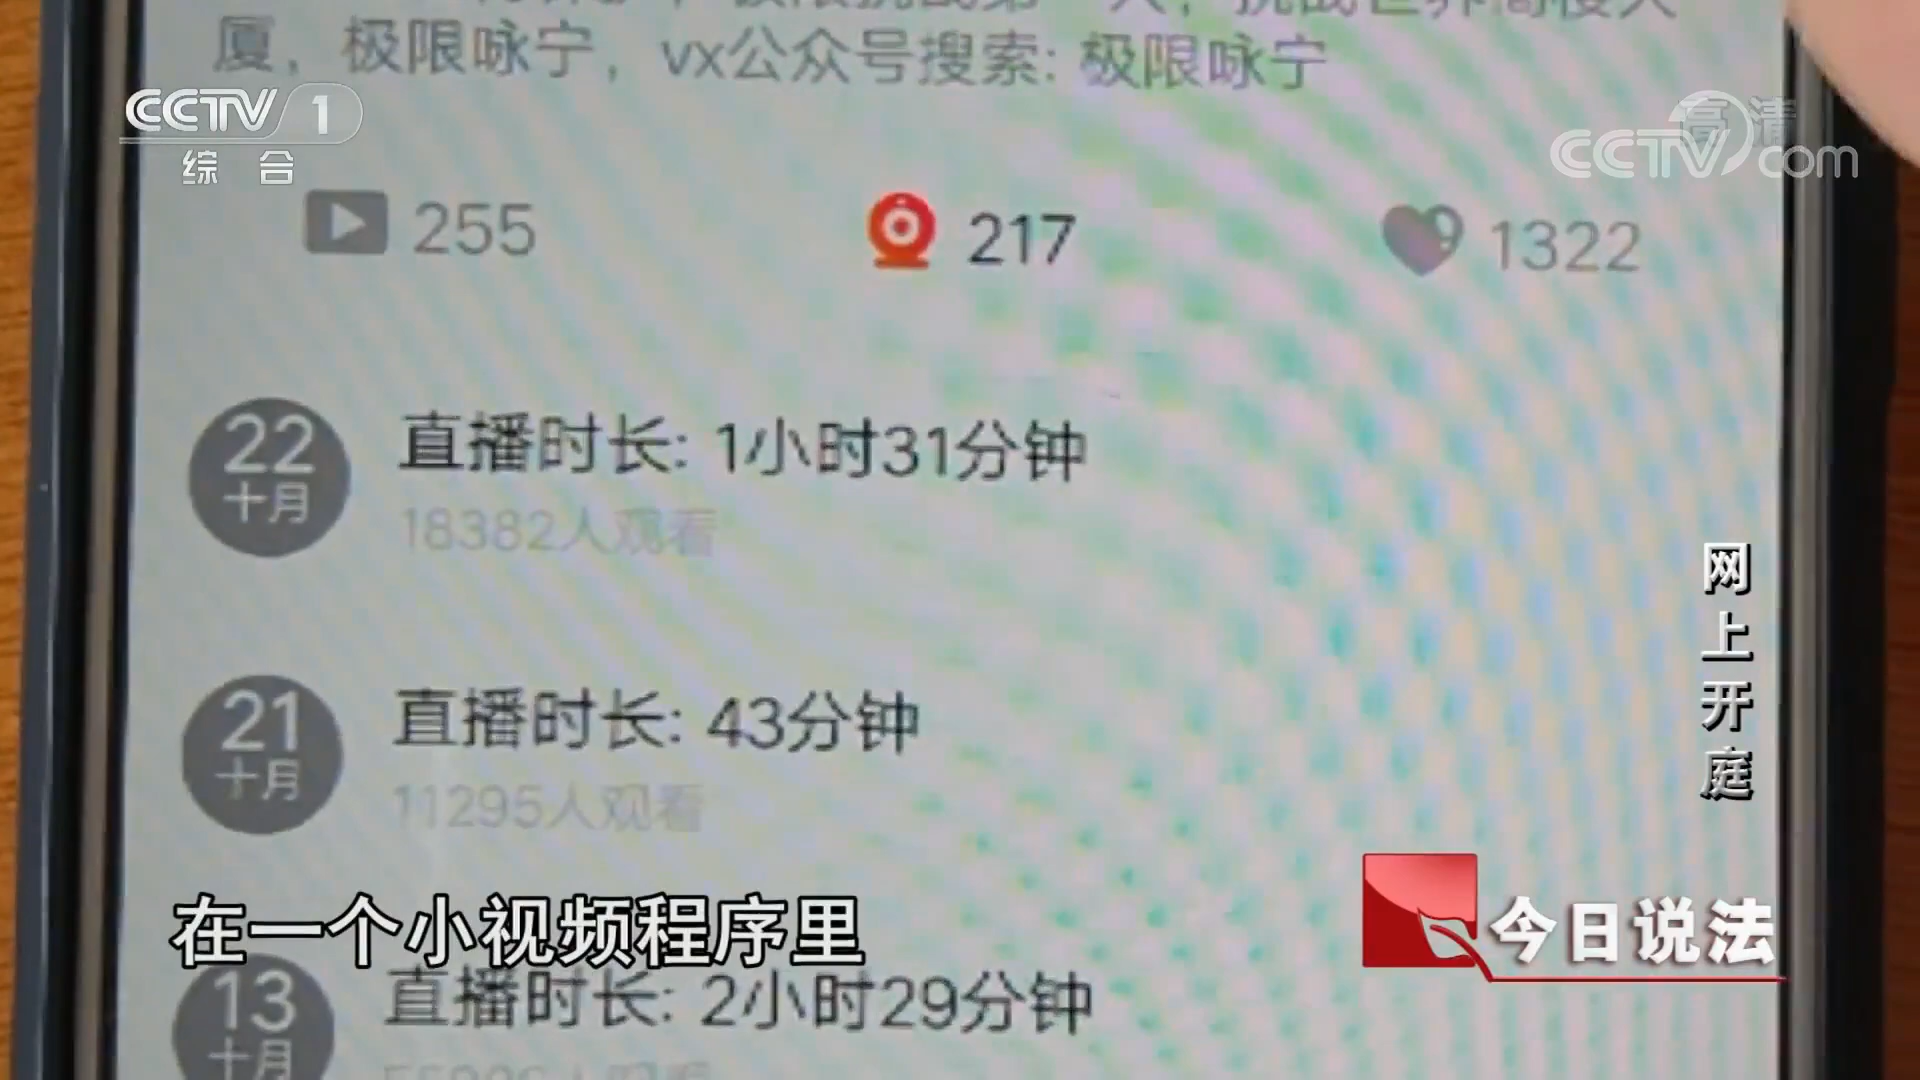 厦，极限咏宁，vx公众号搜索: 极限咏宁
CCTV 1
综合
高清
CCTV.com
255
217
1322
22
十月
直播时长: 1小时31分钟
18382人观看
21
十月
直播时长: 43分钟
11295人观看
网上开庭
今日说法
在一个小视频程序里
13
十月
直播时长: 2小时29分钟